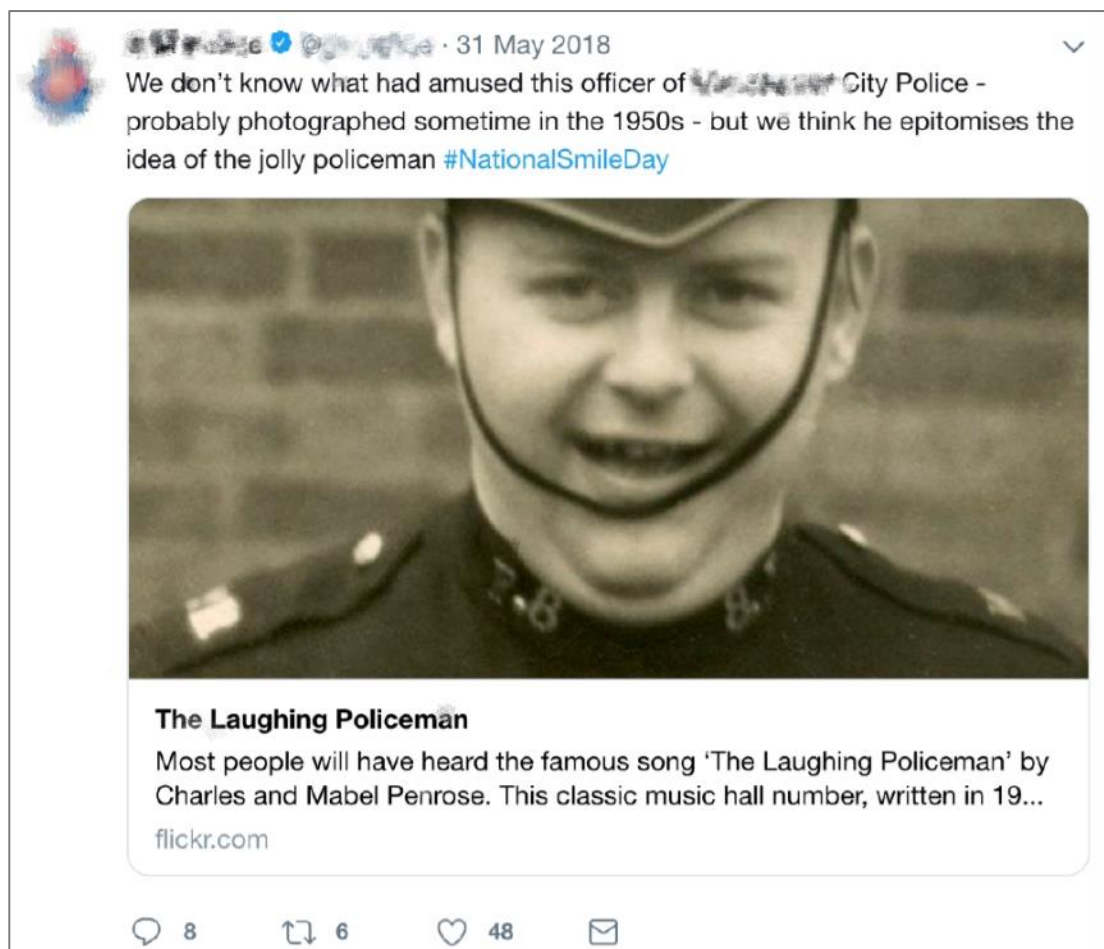 · 31 May 2018
We don't know what had amused this officer of City Police -
probably photographed sometime in the 1950s - but we think he epitomises the
idea of the jolly policeman #NationalSmileDay
The Laughing Policeman
Most people will have heard the famous song 'The Laughing Policeman' by
Charles and Mabel Penrose. This classic music hall number, written in 19...
flickr.com
8 6 48